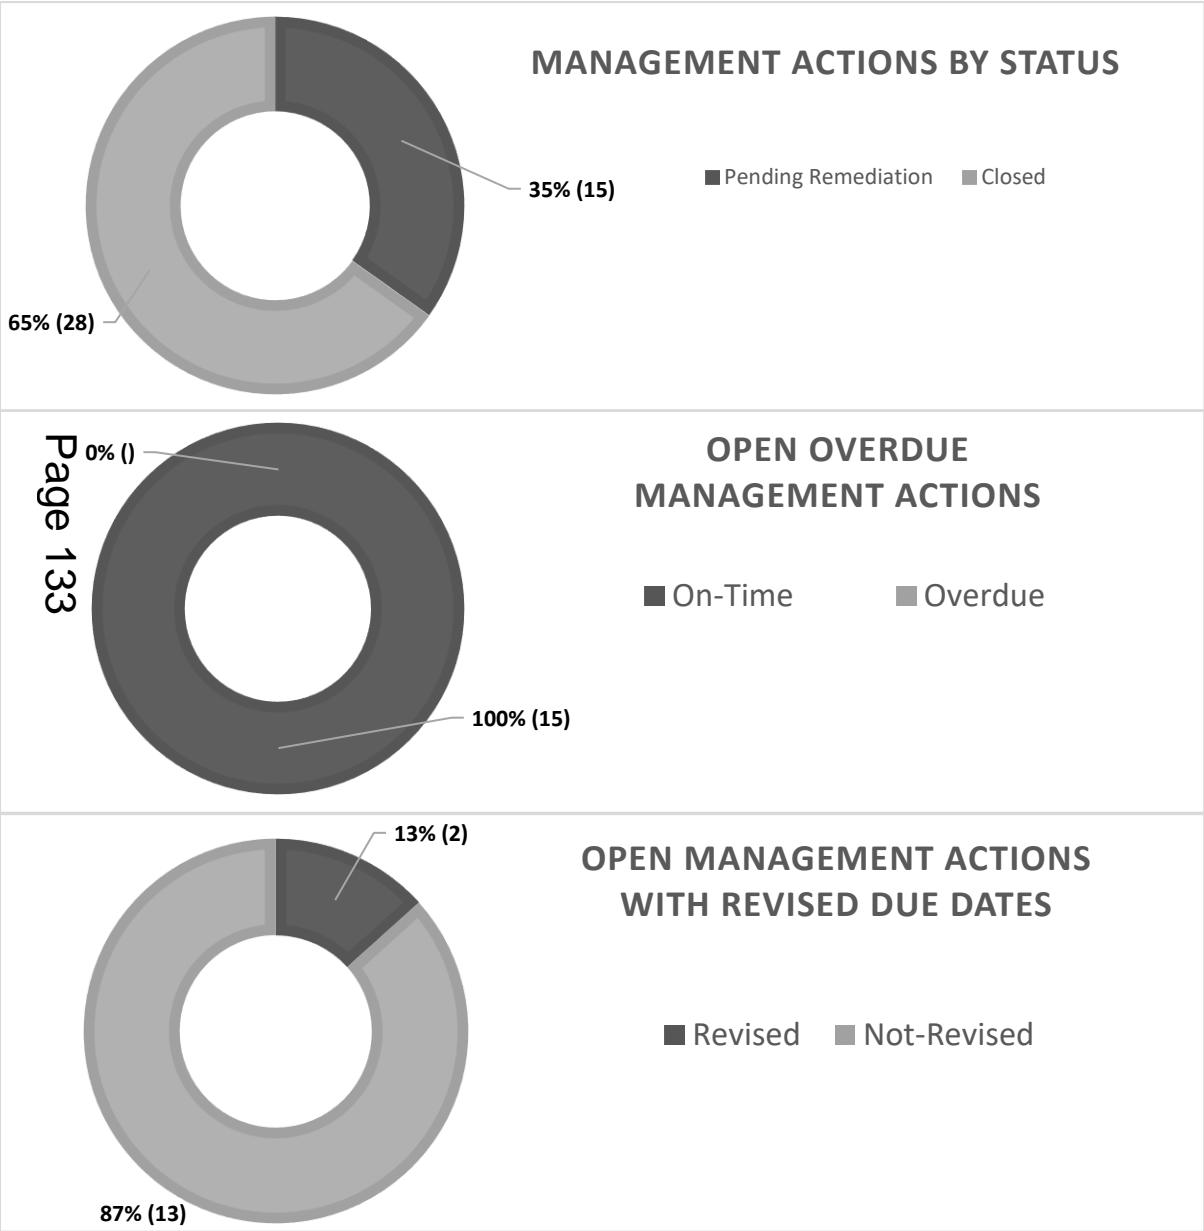 MANAGEMENT ACTIONS BY STATUS
Pending Remediation Closed
35% (15)
65% (28)
Page 133
OPEN OVERDUE
MANAGEMENT ACTIONS
0% ()
On-Time Overdue
100% (15)
OPEN MANAGEMENT ACTIONS
WITH REVISED DUE DATES
13% (2)
Revised Not-Revised
87% (13)